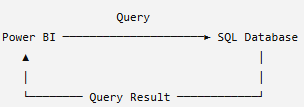 Query
Power BI SQL Database
Query Result